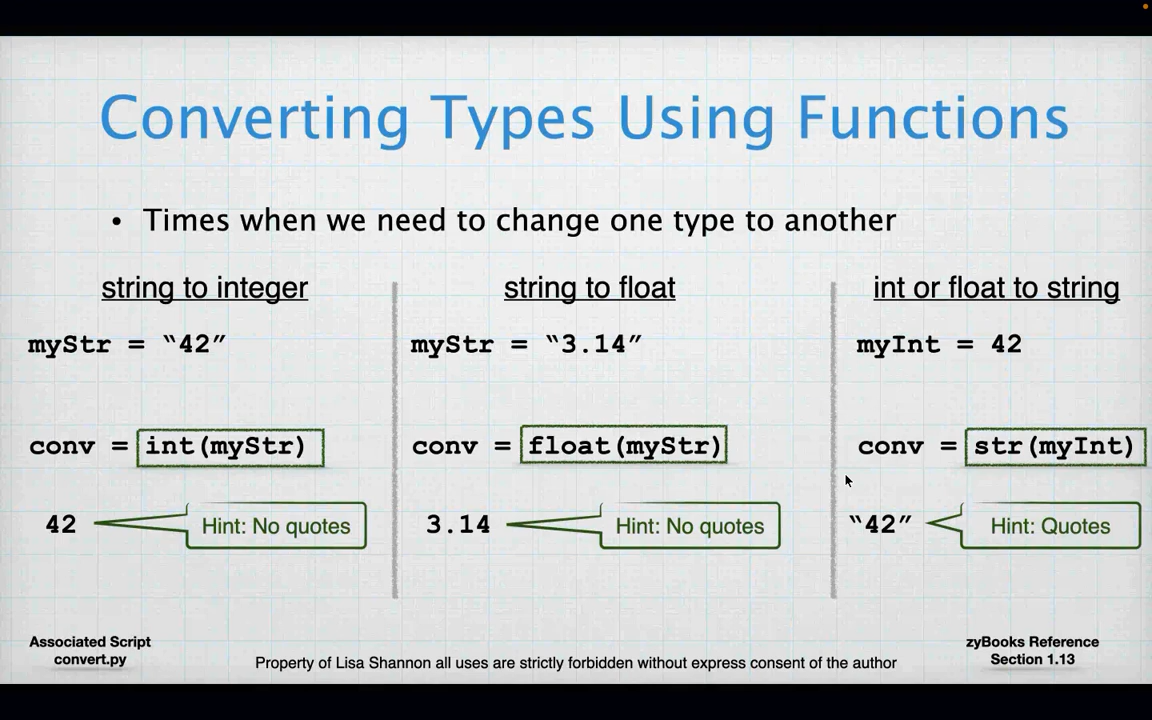 Converting Types Using Functions
• Times when we need to change one type to another
string to integer
myStr = “42”
conv = int(myStr)
42
Hint: No quotes
string to float
myStr = “3.14”
conv = float(myStr)
3.14
Hint: No quotes
int or float to string
myInt = 42
conv = str(myInt)
“42”
Hint: Quotes
Associated Script
convert.py
Property of Lisa Shannon all uses are strictly forbidden without express consent of the author
zyBooks Reference
Section 1.13